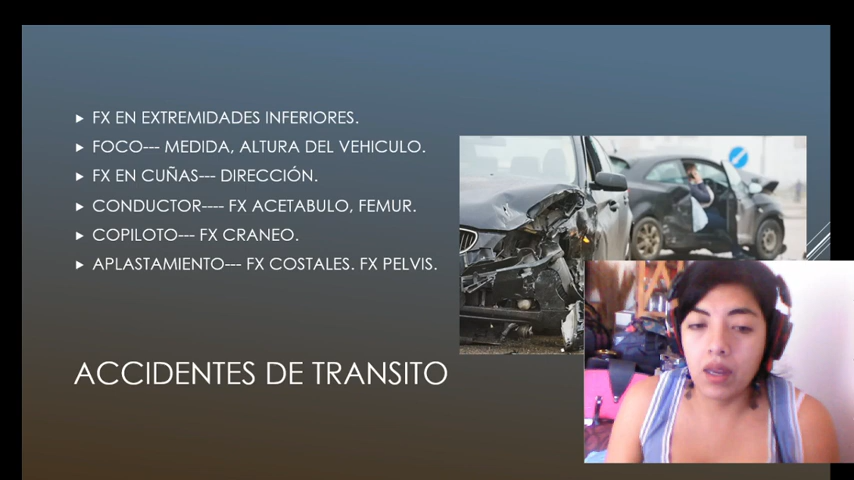 FX EN EXTREMIDADES INFERIORES.
FOCO--- MEDIDA, ALTURA DEL VEHICULO.
FX EN CUÑAS--- DIRECCIÓN.
CONDUCTOR---- FX ACETABULO, FEMUR.
COPILOTO--- FX CRANEO.
APLASTAMIENTO--- FX COSTALES. FX PELVIS.
ACCIDENTES DE TRANSITO